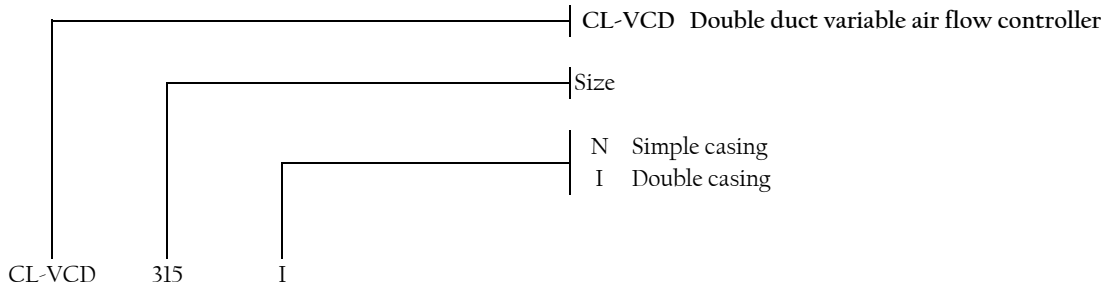 CL-VCD Double duct variable air flow controller
Size
N Simple casing
I Double casing
CL-VCD 315 I